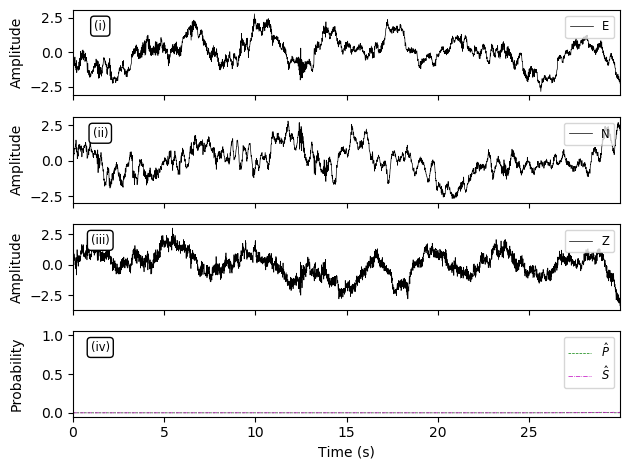 (i)
E
Amplitude
2.5
0.0
−2.5
(ii)
N
Amplitude
2.5
0.0
−2.5
(iii)
Z
Amplitude
2.5
0.0
−2.5
(iv)
P̂
Ŝ
Probability
1.0
0.5
0.0
0 5 10 15 20 25
Time (s)